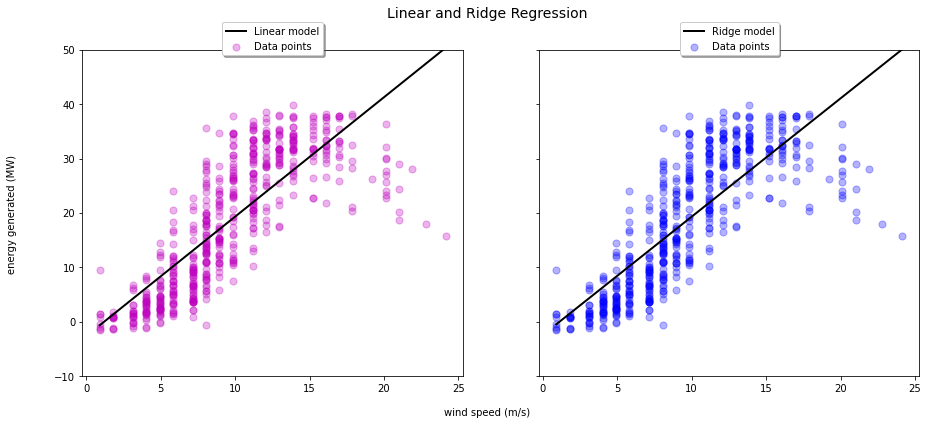 Linear and Ridge Regression
Linear model
Data points
Ridge model
Data points
energy generated (MW)
50
40
30
20
10
0
−10
0 5 10 15 20 25
0 5 10 15 20 25
wind speed (m/s)